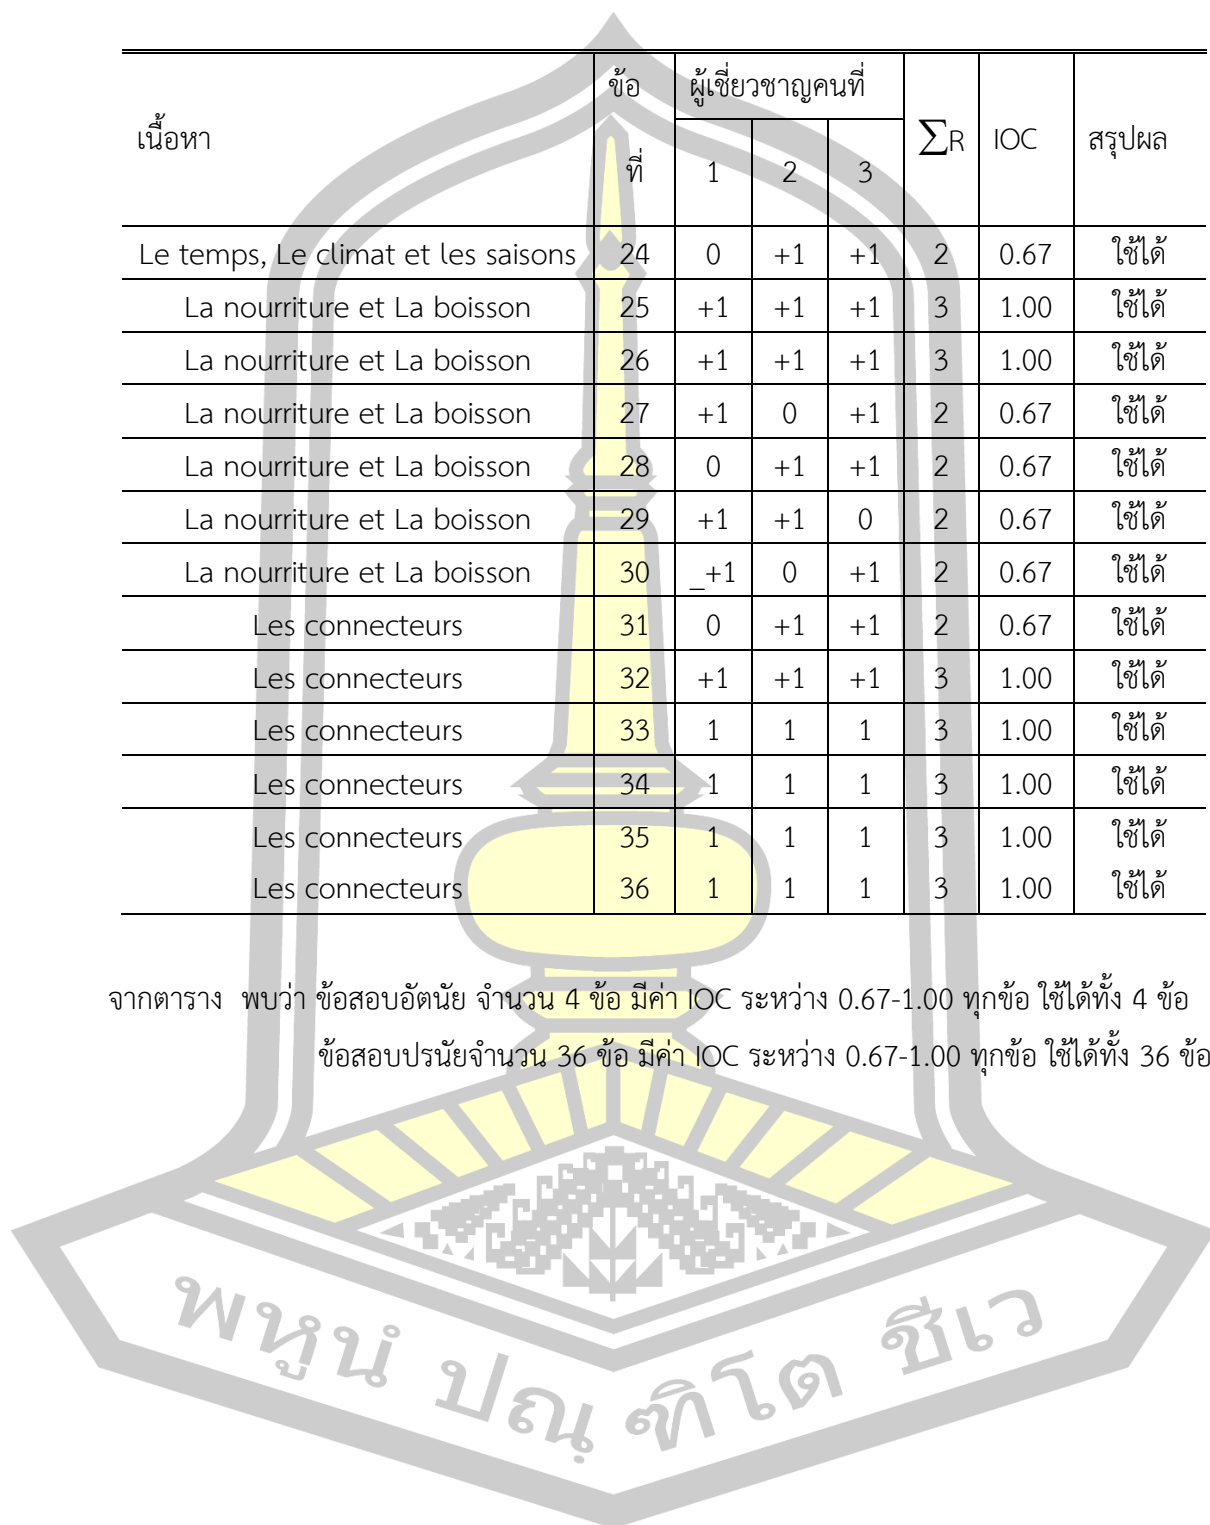 เนื้อหา ข้อที่ ผู้เชี่ยวชาญคนที่ ∑R IOC สรุปผล
1 2 3
Le temps, Le climat et les saisons 24 0 +1 +1 2 0.67 ใช้ได้
La nourriture et La boisson 25 +1 +1 +1 3 1.00 ใช้ได้
La nourriture et La boisson 26 +1 +1 +1 3 1.00 ใช้ได้
La nourriture et La boisson 27 +1 0 +1 2 0.67 ใช้ได้
La nourriture et La boisson 28 0 +1 +1 2 0.67 ใช้ได้
La nourriture et La boisson 29 +1 +1 0 2 0.67 ใช้ได้
La nourriture et La boisson 30 _+1 0 +1 2 0.67 ใช้ได้
Les connecteurs 31 0 +1 +1 2 0.67 ใช้ได้
Les connecteurs 32 +1 +1 +1 3 1.00 ใช้ได้
Les connecteurs 33 1 1 1 3 1.00 ใช้ได้
Les connecteurs 34 1 1 1 3 1.00 ใช้ได้
Les connecteurs 35 1 1 1 3 1.00 ใช้ได้
Les connecteurs 36 1 1 1 3 1.00 ใช้ได้
จากตาราง พบว่า ข้อสอบอัตนัย จำนวน 4 ข้อ มีค่า IOC ระหว่าง 0.67-1.00 ทุกข้อ ใช้ได้ทั้ง 4 ข้อ
ข้อสอบปรนัยจำนวน 36 ข้อ มีค่า IOC ระหว่าง 0.67-1.00 ทุกข้อ ใช้ได้ทั้ง 36 ข้อ
พหูนํ ปณฺฑิโต ชีเว